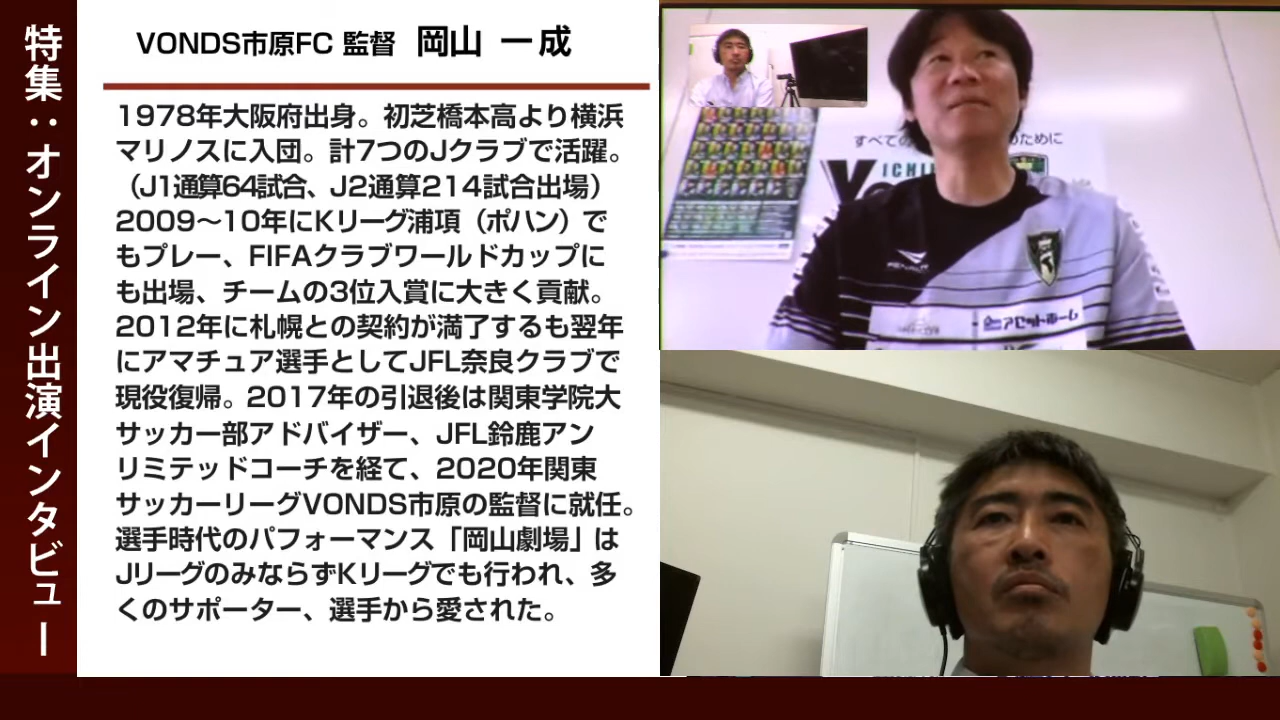 特集：オンライン出演インタビュー
VONDS市原FC 監督 岡山 一成
1978年大阪府出身。初芝橋本高より横浜
マリノスに入団。計7つのJクラブで活躍。
（J1通算64試合、J2通算214試合出場）
2009～10年にKリーグ浦項（ポハン）で
もプレー、FIFAクラブワールドカップに
も出場、チームの3位入賞に大きく貢献。
2012年に札幌との契約が満了するも翌年
にアマチュア選手としてJFL奈良クラブで
現役復帰。2017年の引退後は関東学院大
サッカー部アドバイザー、JFL鈴鹿アン
リミテッドコーチを経て、2020年関東
サッカーリーグVONDS市原の監督に就任。
選手時代のパフォーマンス「岡山劇場」は
JリーグのみならずKリーグでも行われ、多
くのサポーター、選手から愛された。
すべての
のために
ICHI
PENALTY
アセットホーム